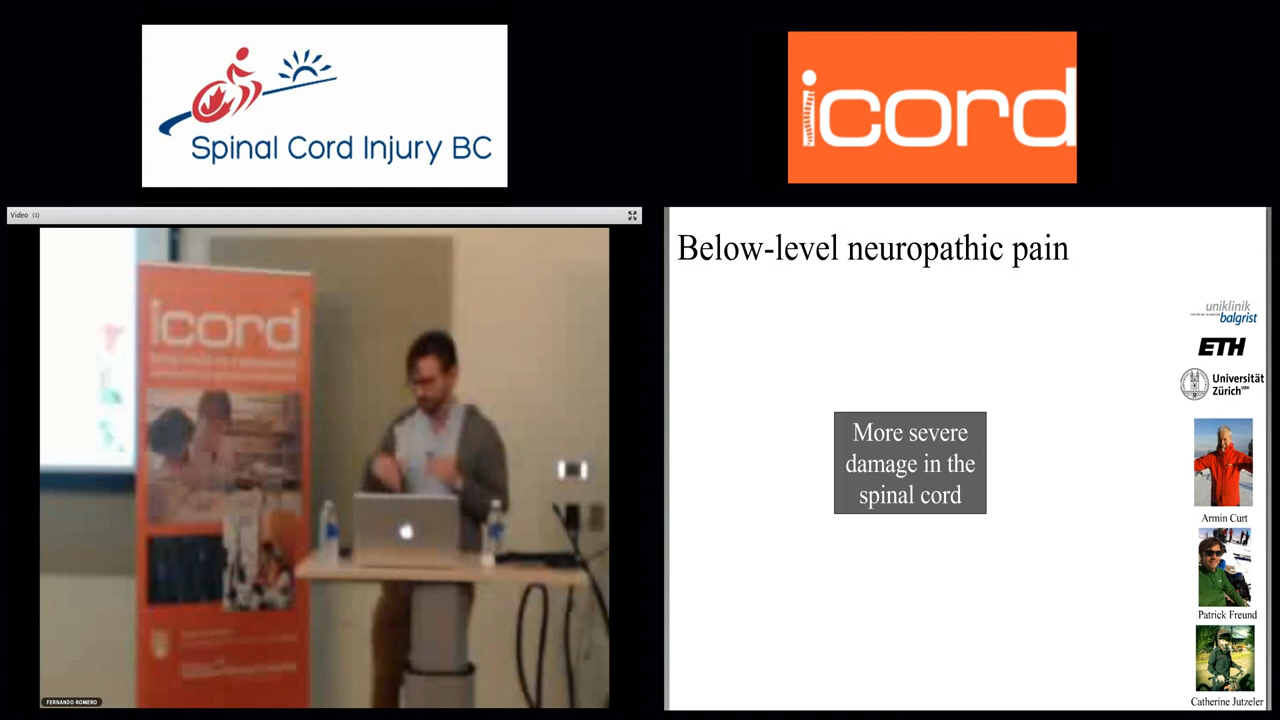 Spinal Cord Injury BC
icord
Video (1)
icord
FERNANDO ROMERO
Below-level neuropathic pain
uniklinik
balgrist
ETH
Universität
Zürich
More severe
damage in the
spinal cord
Armin Curt
Patrick Freund
Catherine Jutzeler